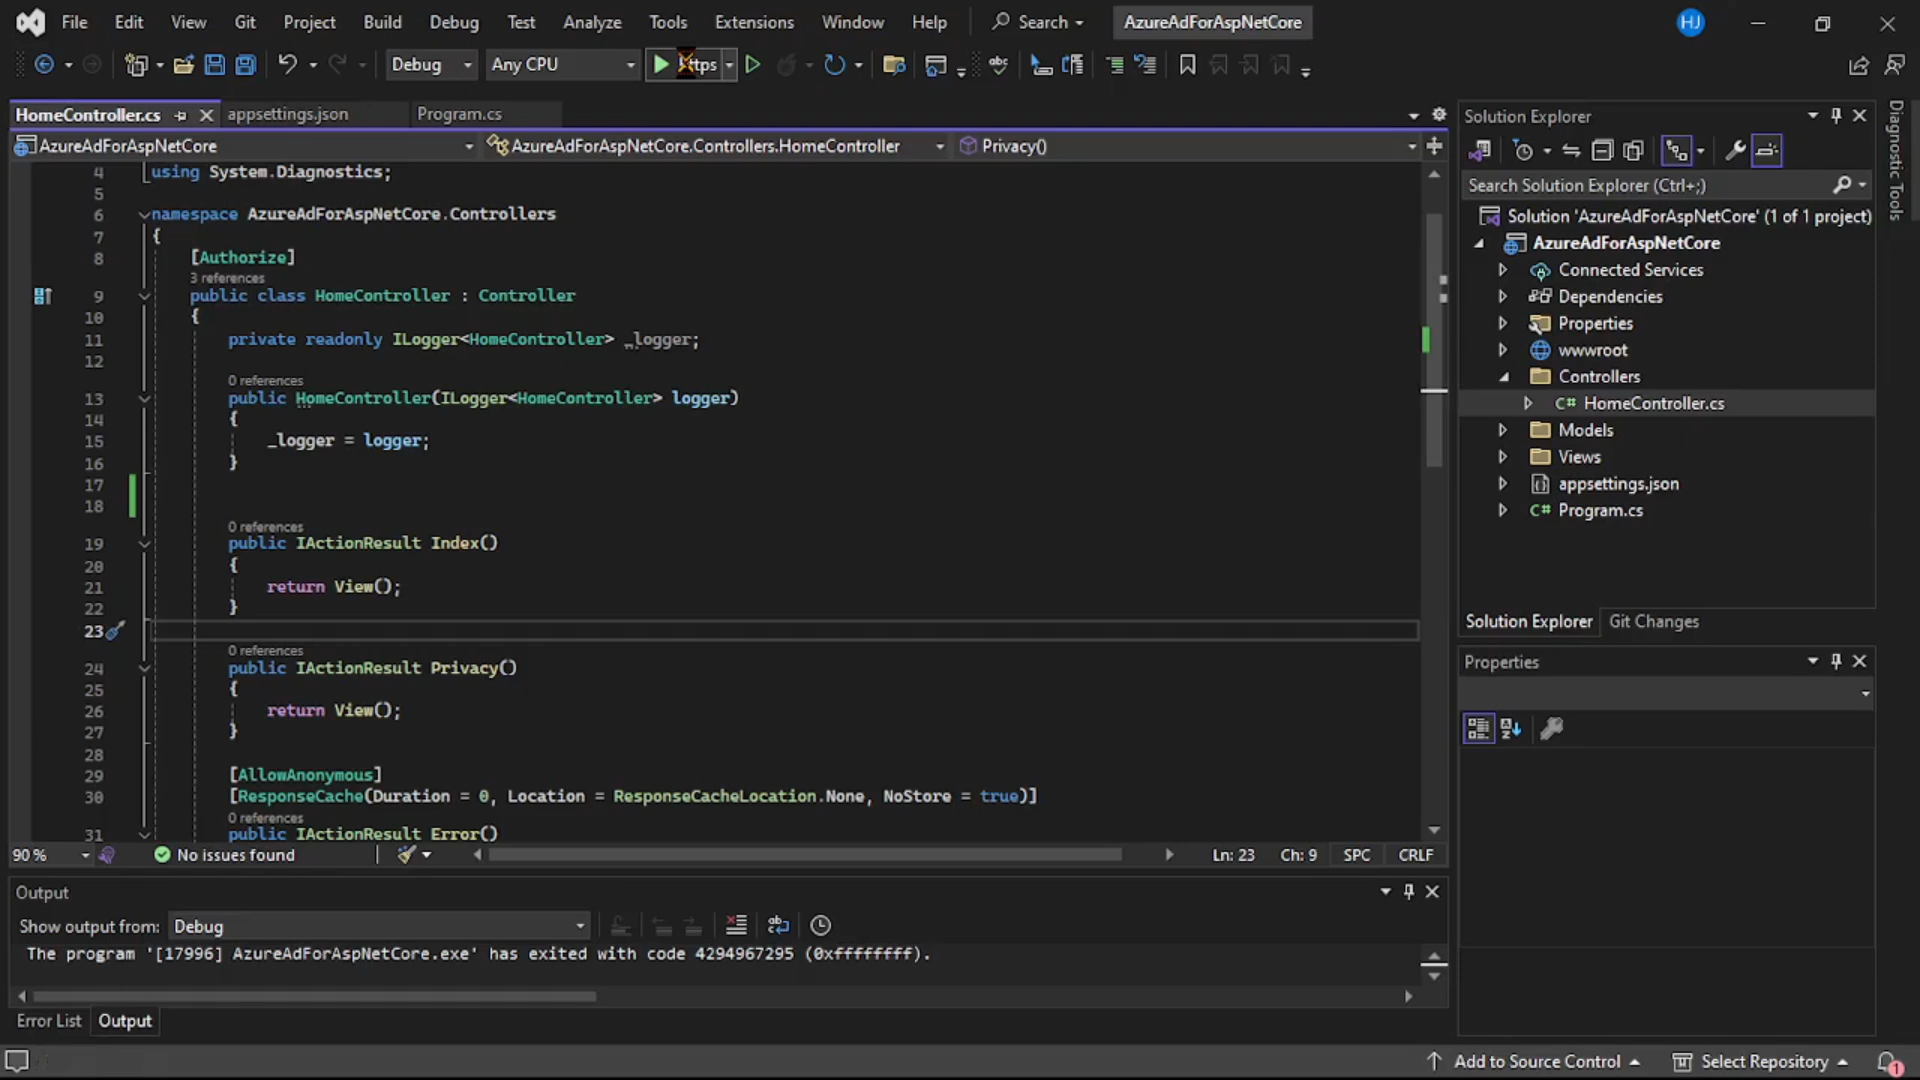 File Edit View Git Project Build Debug Test Analyze Tools Extensions Window Help Search AzureAdForAspNetCore HJ
Debug Any CPU https
HomeController.cs appsettings.json Program.cs
AzureAdForAspNetCore AzureAdForAspNetCore.Controllers.HomeController Privacy()
4 using System.Diagnostics;
5
6 namespace AzureAdForAspNetCore.Controllers
7 {
8 [Authorize]
3 references
9 public class HomeController : Controller
10 {
11 private readonly ILogger<HomeController> _logger;
12
0 references
13 public HomeController(ILogger<HomeController> logger)
14 {
15 _logger = logger;
16 }
17
18
0 references
19 public IActionResult Index()
20 {
21 return View();
22 }
23
0 references
24 public IActionResult Privacy()
25 {
26 return View();
27 }
28
29 [AllowAnonymous]
30 [ResponseCache(Duration = 0, Location = ResponseCacheLocation.None, NoStore = true)]
0 references
31 public IActionResult Error()
90 % No issues found Ln: 23 Ch: 9 SPC CRLF
Output
Show output from: Debug
The program '[17996] AzureAdForAspNetCore.exe' has exited with code 4294967295 (0xffffffff).
Error List Output
Solution Explorer
Search Solution Explorer (Ctrl+;)
Solution 'AzureAdForAspNetCore' (1 of 1 project)
AzureAdForAspNetCore
Connected Services
Dependencies
Properties
wwwroot
Controllers
C# HomeController.cs
Models
Views
appsettings.json
C# Program.cs
Solution Explorer Git Changes
Properties
Diagnostic Tools
Add to Source Control Select Repository 1